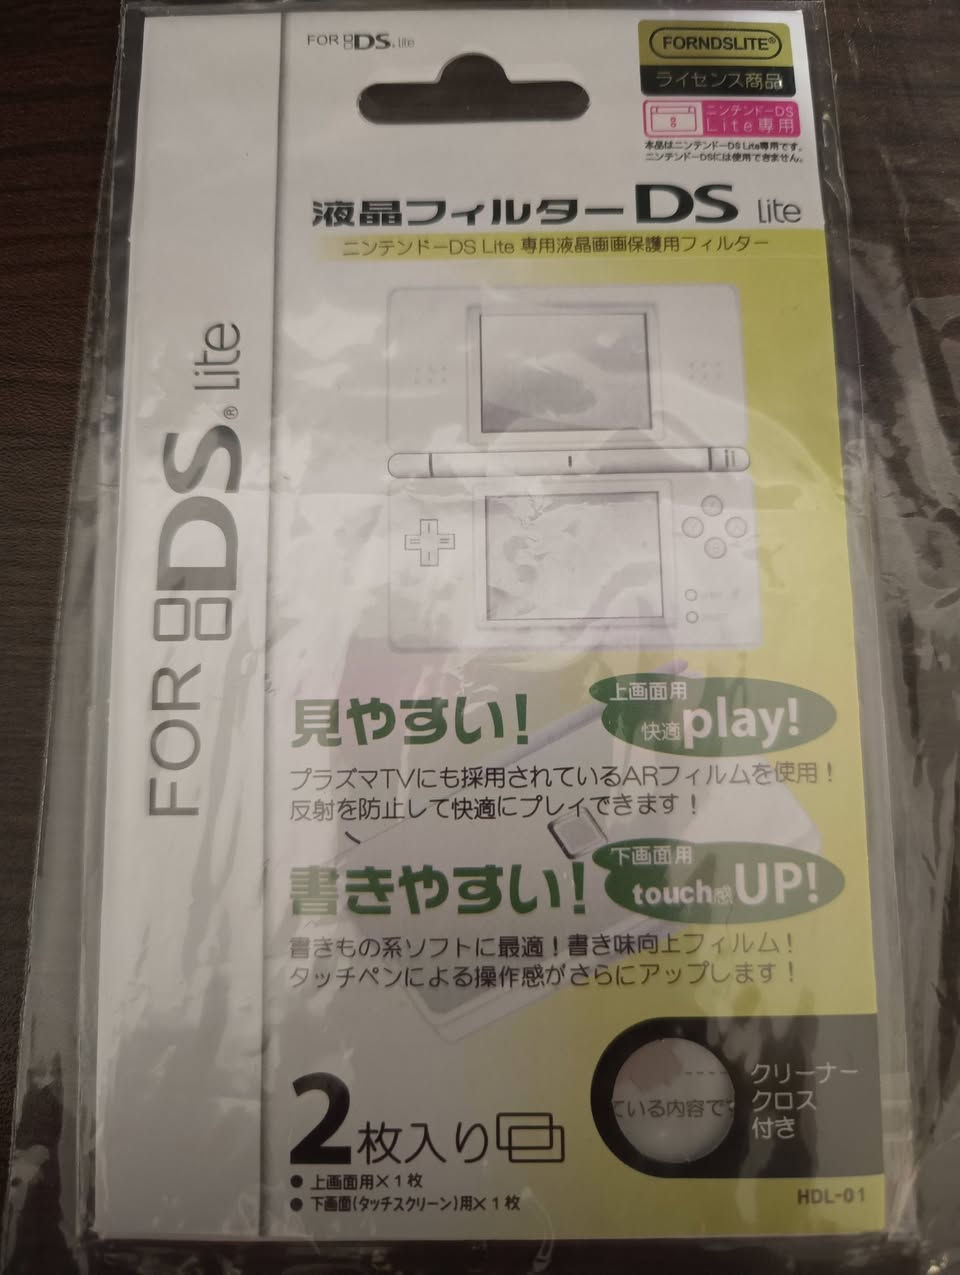 FOR DS® lite
FORNDSLITE®
ライセンス商品
ニンテンドーDS
Lite専用
本品はニンテンドーDS Lite専用です。
ニンテンドーDSには使用できません。
液晶フィルターDS Lite
ニンテンドーDS Lite 専用液晶画画保護用フィルター
FOR DS® Lite
見やすい!
上画面用
快適play!
プラズマTVにも採用されているARフィルムを使用!
反射を防止して快適にプレイできます!
書きやすい!
下画面用
touch感UP!
書きもの系ソフトに最適!書き味向上フィルム!
タッチペンによる操作感がさらにアップします!
2枚入り
● 上画面用×1枚
● 下画面(タッチスクリーン)用×1枚
ている内容で
クリーナー
クロス
付き
HDL-01